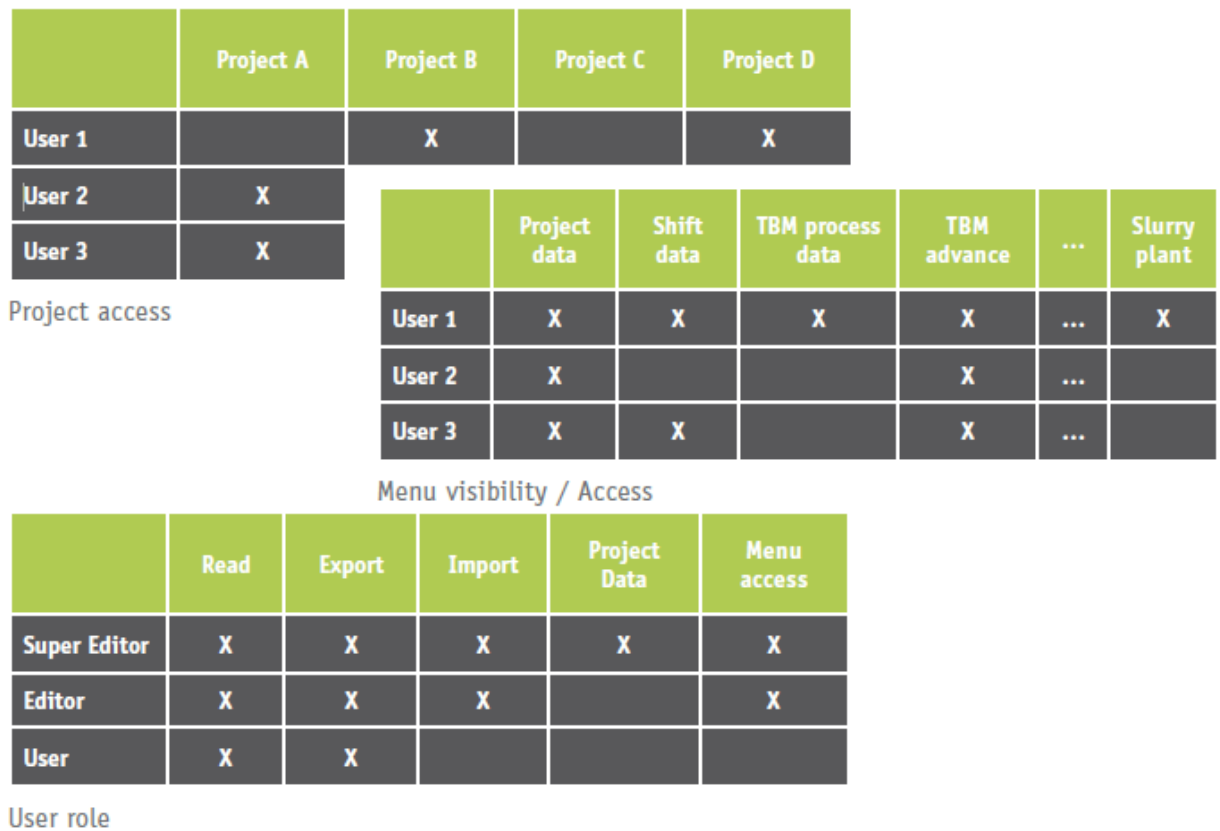 Project A Project B Project C Project D
User 1 X X
User 2 X
User 3 X
Project access
Project data Shift data TBM process data TBM advance ... Slurry plant
User 1 X X X X ... X
User 2 X X ...
User 3 X X X ...
Menu visibility / Access
Read Export Import Project Data Menu access
Super Editor X X X X X
Editor X X X X
User X X
User role